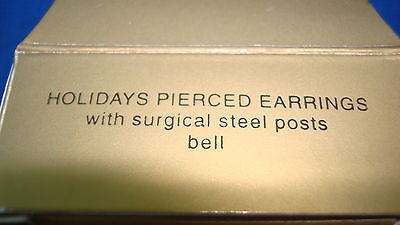 HOLIDAYS PIERCED EARRINGS
with surgical steel posts
bell